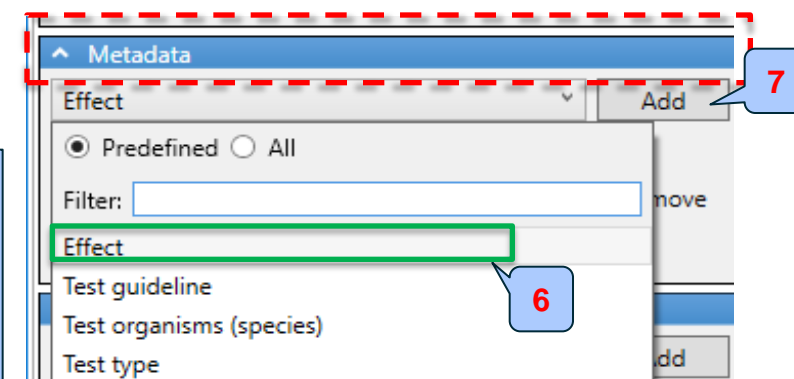 Metadata
7
Effect Add
Predefined All
Filter: move
Effect
Test guideline
6
Test organisms (species)
Test type dd